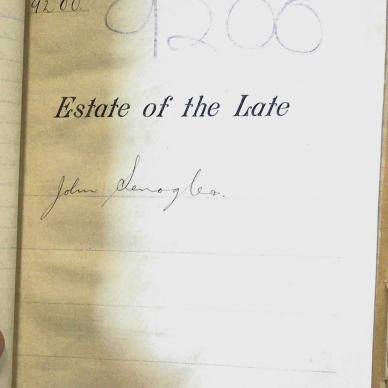 9200
9200
Estate of the Late
John Senogles.